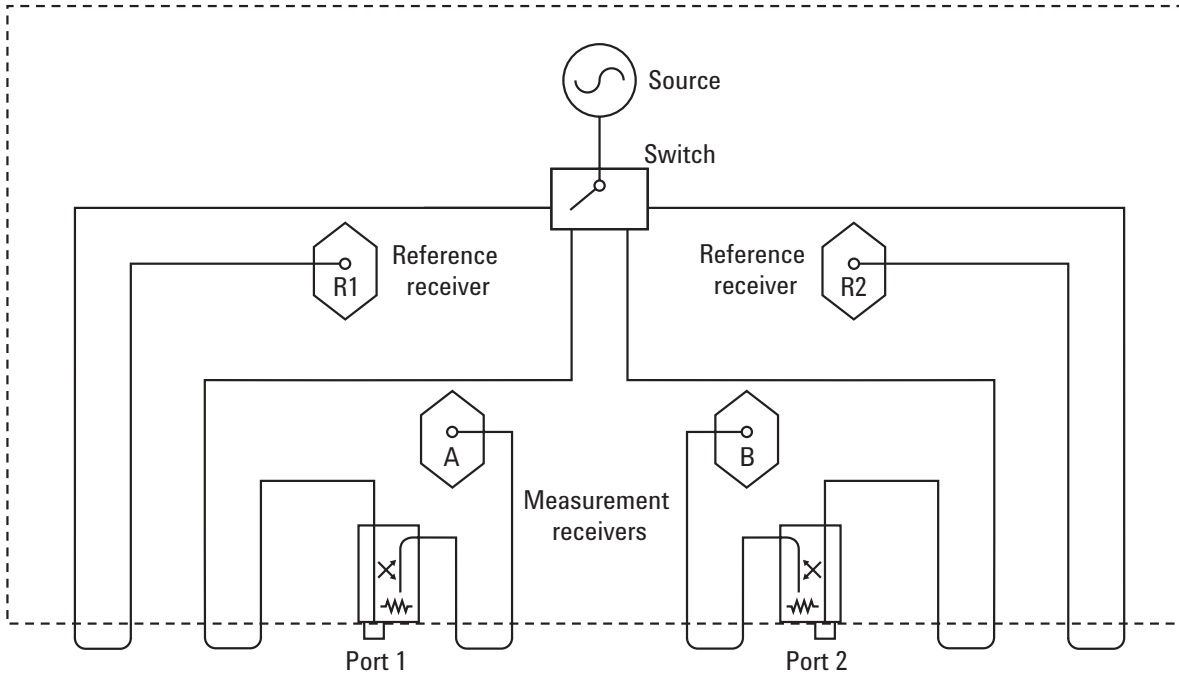 Source
Switch
Reference
receiver
R1
Reference
receiver
R2
A
B
Measurement
receivers
Port 1
Port 2